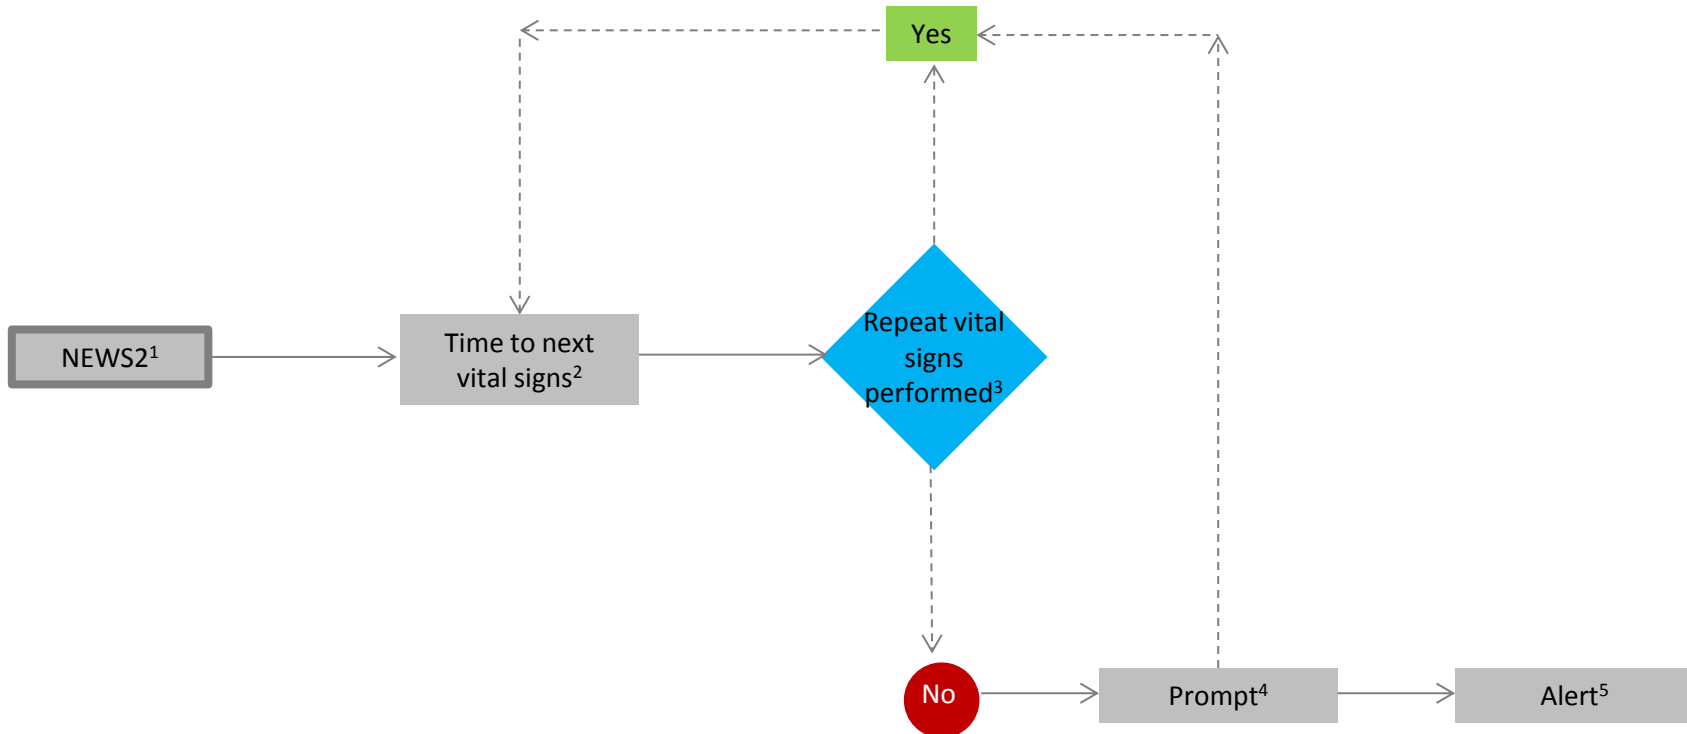 Yes
NEWS2¹
Time to next
vital signs²
Repeat vital
signs
performed³
No
Prompt⁴
Alert⁵